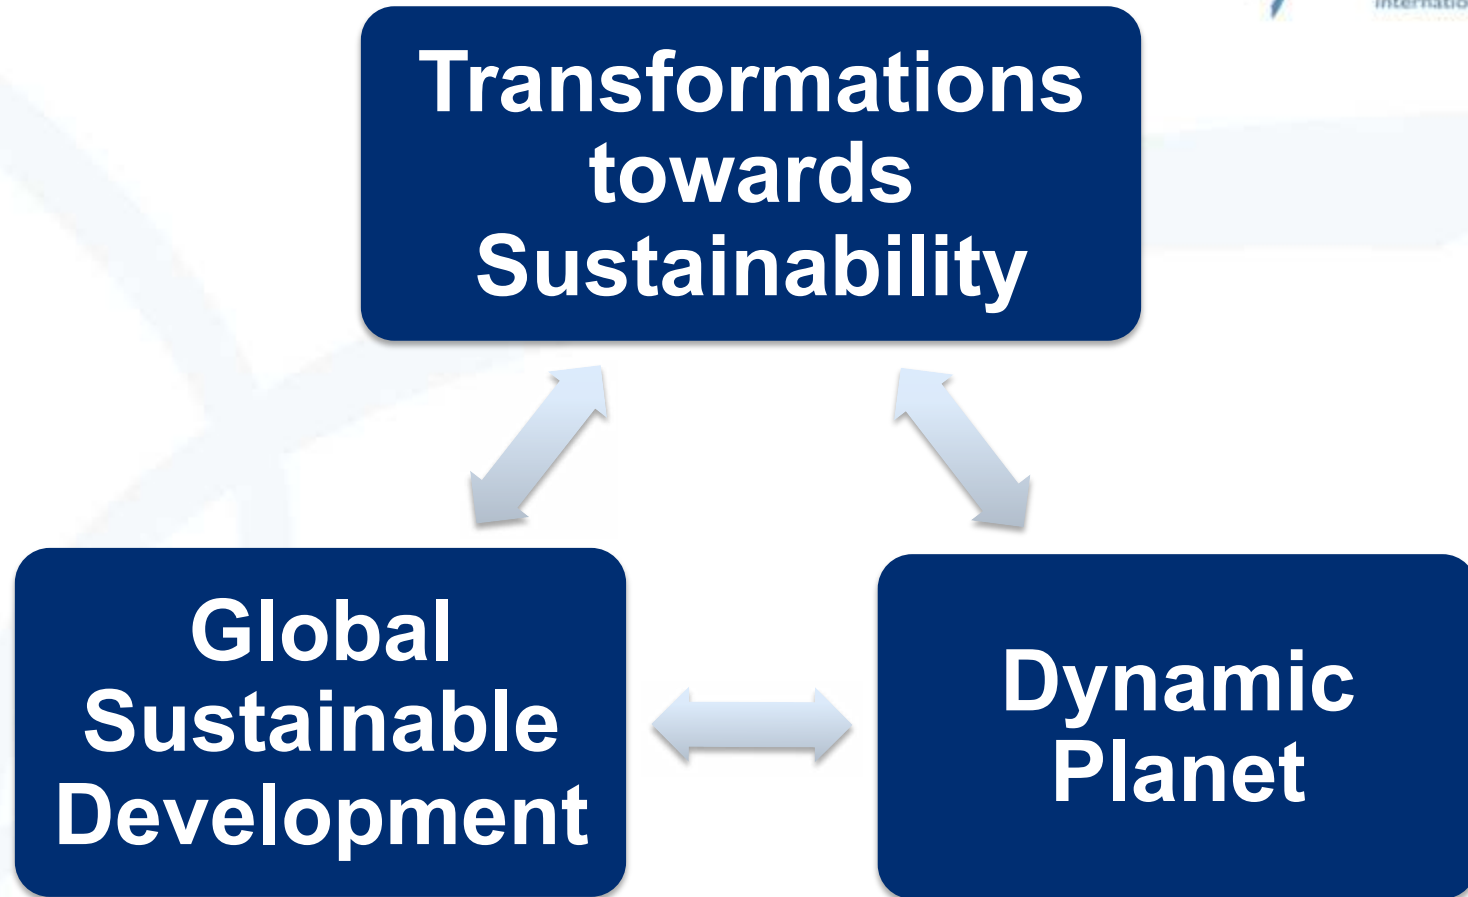 Transformations
towards
Sustainability
Global
Sustainable
Development
Dynamic
Planet